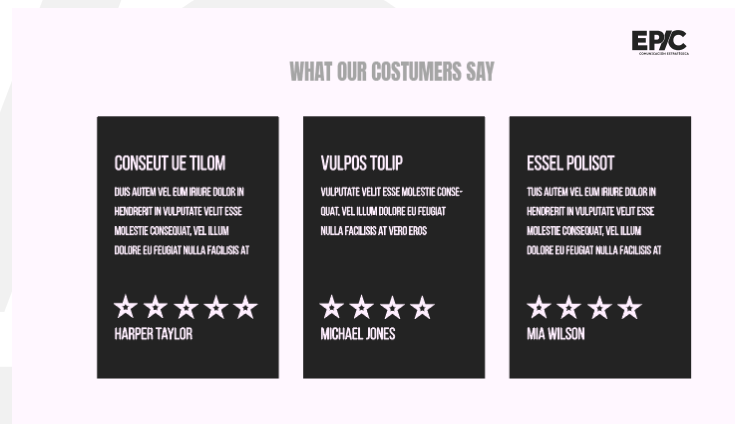 EPIC
COMUNICACIÓN ESTRATÉGICA
WHAT OUR COSTUMERS SAY
CONSEUT UE TILOM
DUIS AUTEM VEL EUM IRIURE DOLOR IN
HENDRERIT IN VULPUTATE VELIT ESSE
MOLESTIE CONSEQUAT, VEL ILLUM
DOLORE EU FEUGIAT NULLA FACILISIS AT
HARPER TAYLOR
VULPOS TOLIP
VULPUTATE VELIT ESSE MOLESTIE CONSE-
QUAT, VEL ILLUM DOLORE EU FEUGIAT
NULLA FACILISIS AT VERO EROS
MICHAEL JONES
ESSEL POLISOT
TUIS AUTEM VEL EUM IRIURE DOLOR IN
HENDRERIT IN VULPUTATE VELIT ESSE
MOLESTIE CONSEQUAT, VEL ILLUM
DOLORE EU FEUGIAT NULLA FACILISIS AT
MIA WILSON